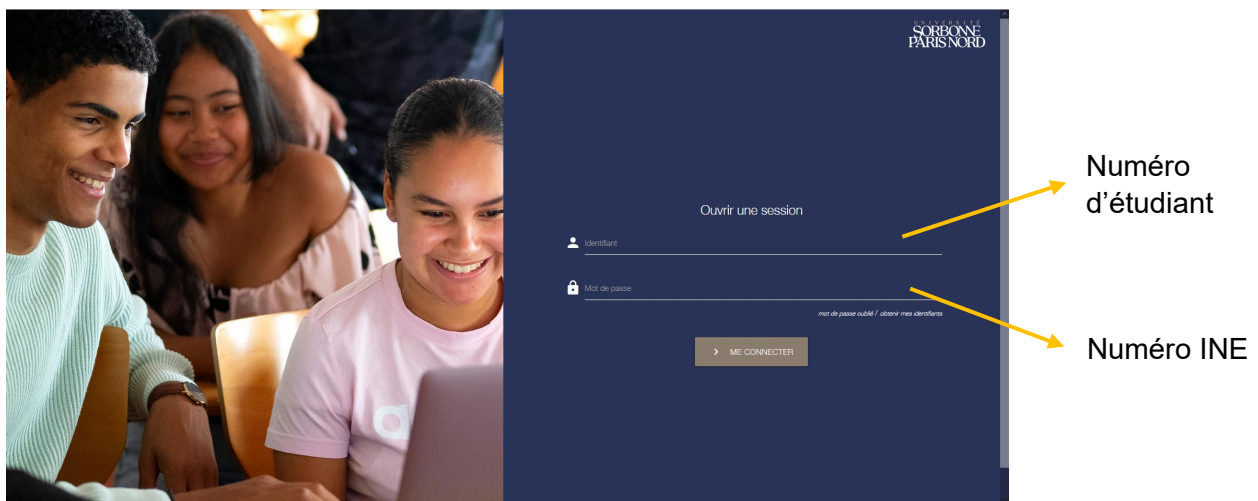 UNIVERSITÉ
SORBONNE
PARIS NORD
Ouvrir une session
Identifiant
Mot de passe
mot de passe oublié / obtenir mes identifiants
ME CONNECTER
Numéro
d'étudiant
Numéro INE